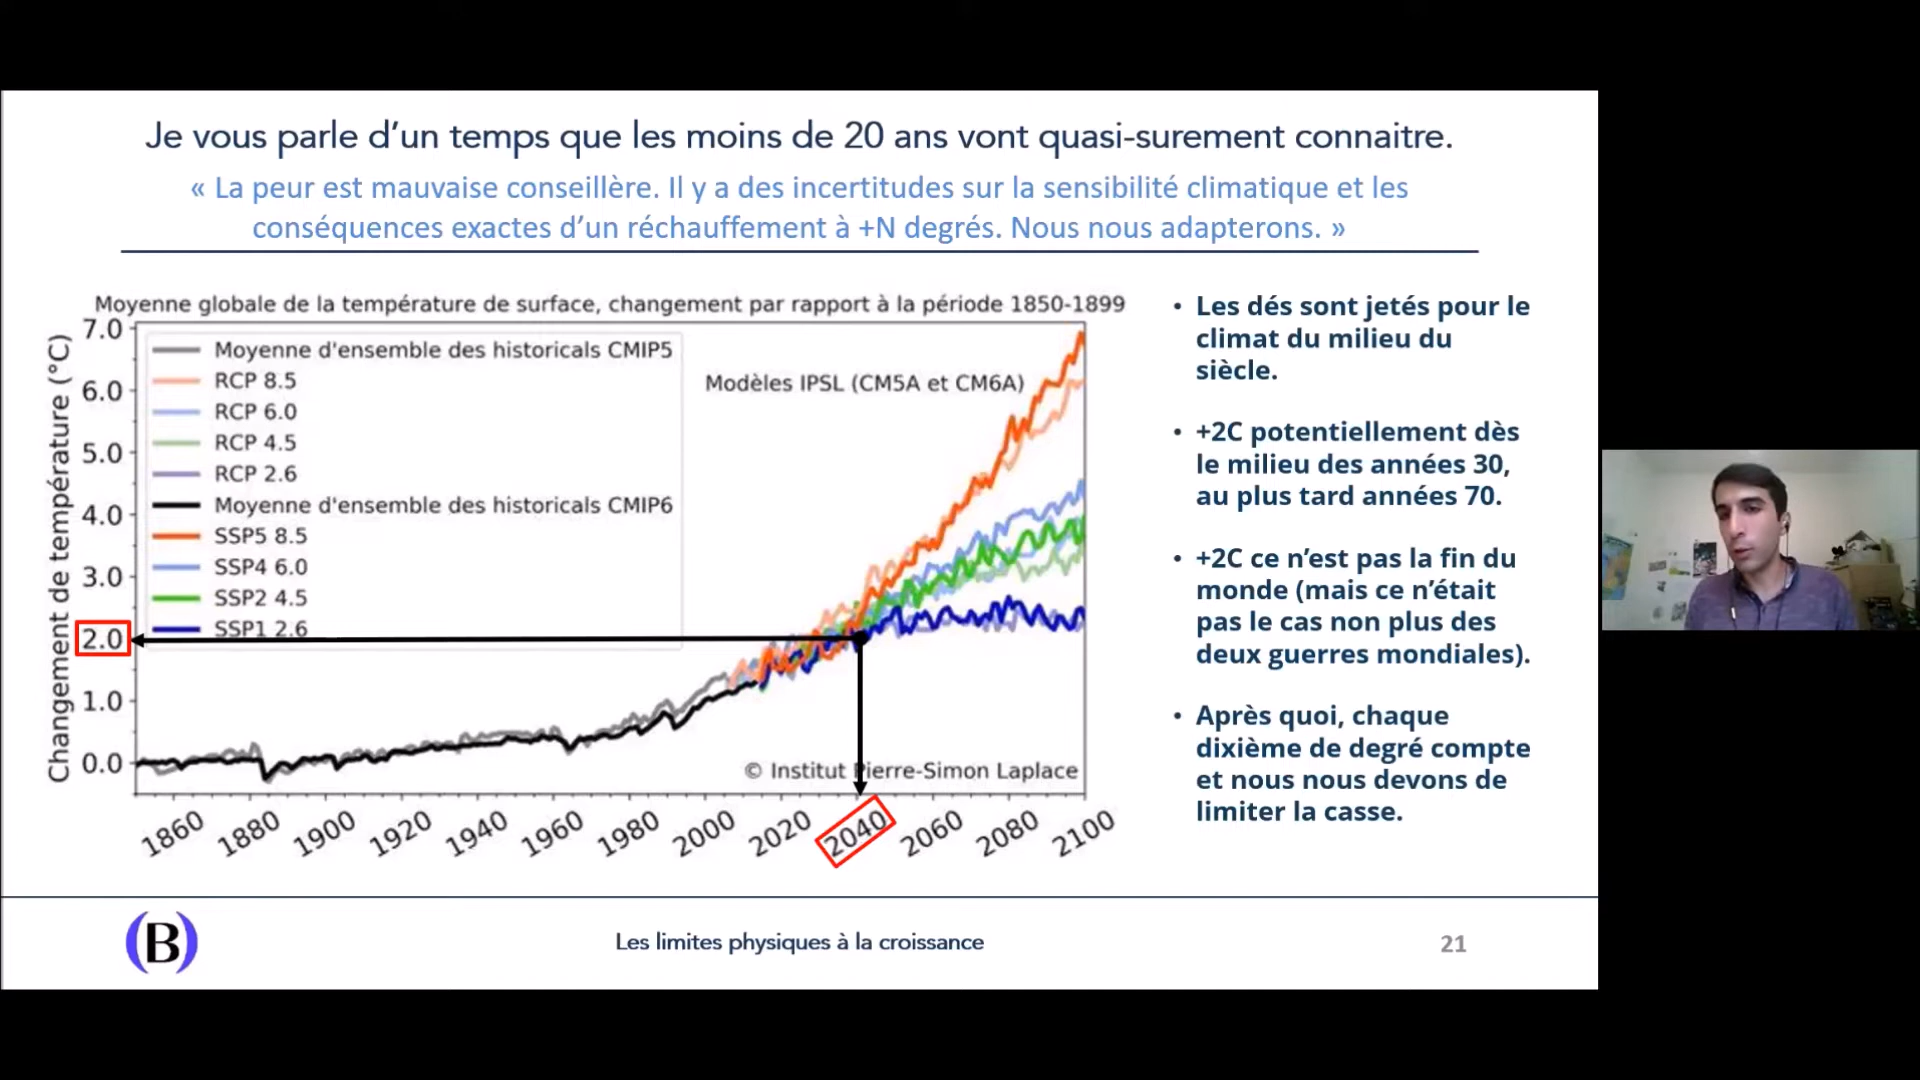 Je vous parle d’un temps que les moins de 20 ans vont quasi-surement connaitre.
« La peur est mauvaise conseillère. Il y a des incertitudes sur la sensibilité climatique et les
conséquences exactes d’un réchauffement à +N degrés. Nous nous adapterons. »
Moyenne globale de la température de surface, changement par rapport à la période 1850-1899
Changement de température (°C)
7.0
6.0
5.0
4.0
3.0
2.0
1.0
0.0
Moyenne d'ensemble des historicals CMIP5
RCP 8.5
RCP 6.0
RCP 4.5
RCP 2.6
Moyenne d'ensemble des historicals CMIP6
SSP5 8.5
SSP4 6.0
SSP2 4.5
SSP1 2.6
Modèles IPSL (CM5A et CM6A)
© Institut Pierre-Simon Laplace
1860 1880 1900 1920 1940 1960 1980 2000 2020 2040 2060 2080 2100
• Les dés sont jetés pour le
climat du milieu du
siècle.
• +2C potentiellement dès
le milieu des années 30,
au plus tard années 70.
• +2C ce n’est pas la fin du
monde (mais ce n’était
pas le cas non plus des
deux guerres mondiales).
• Après quoi, chaque
dixième de degré compte
et nous nous devons de
limiter la casse.
(B)
Les limites physiques à la croissance
21